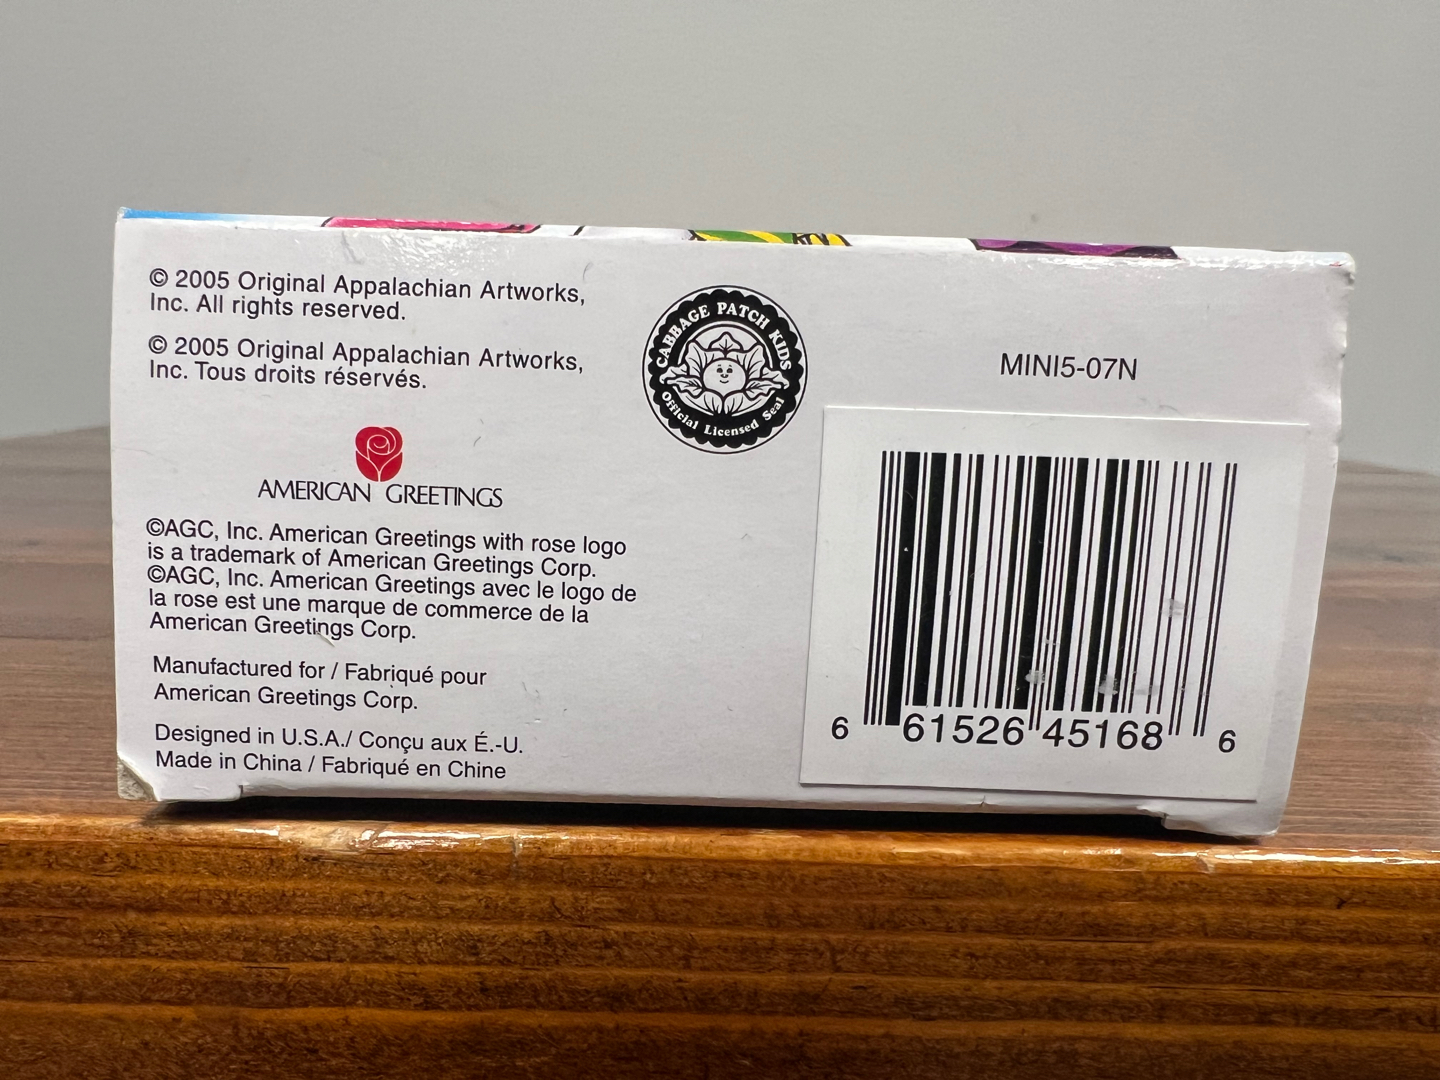 © 2005 Original Appalachian Artworks,
Inc. All rights reserved.
© 2005 Original Appalachian Artworks,
Inc. Tous droits réservés.
AMERICAN GREETINGS
©AGC, Inc. American Greetings with rose logo
is a trademark of American Greetings Corp.
©AGC, Inc. American Greetings avec le logo de
la rose est une marque de commerce de la
American Greetings Corp.
Manufactured for / Fabriqué pour
American Greetings Corp.
Designed in U.S.A./ Conçu aux É.-U.
Made in China / Fabriqué en Chine
CABBAGE PATCH KIDS
Official Licensed Seal
MINI5-07N
6 61526 45168 6